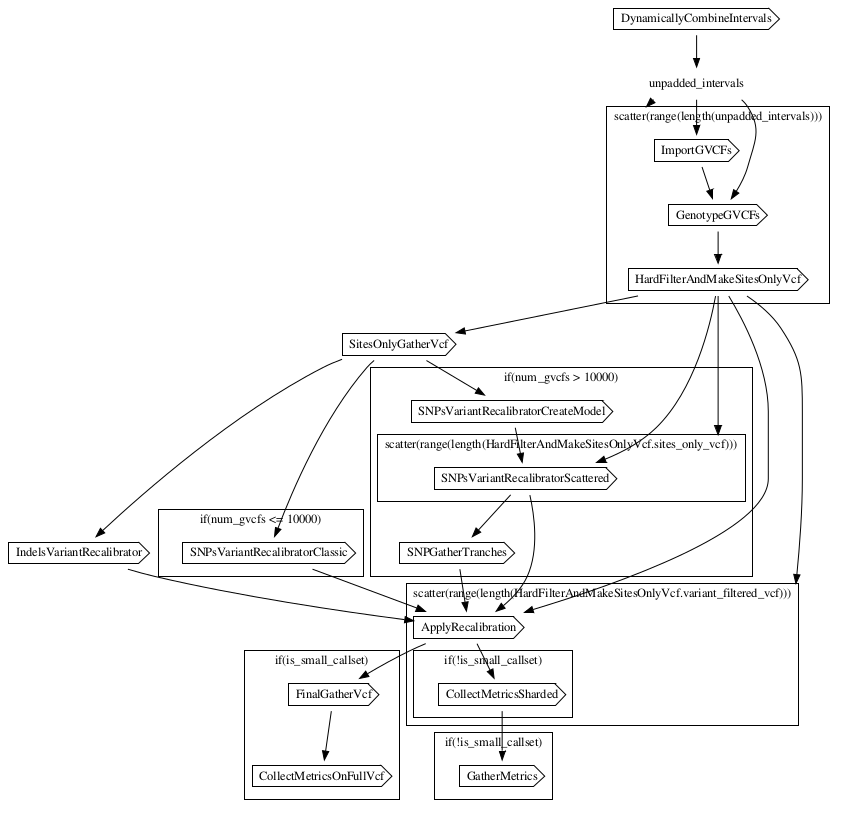 DynamicallyCombineIntervals
unpadded_intervals
scatter(range(length(unpadded_intervals)))
ImportGVCFs
GenotypeGVCFs
HardFilterAndMakeSitesOnlyVcf
SitesOnlyGatherVcf
if(num_gvcfs > 10000)
SNPsVariantRecalibratorCreateModel
scatter(range(length(HardFilterAndMakeSitesOnlyVcf.sites_only_vcf)))
SNPsVariantRecalibratorScattered
if(num_gvcfs <= 10000)
IndelsVariantRecalibrator
SNPsVariantRecalibratorClassic
SNPGatherTranches
scatter(range(length(HardFilterAndMakeSitesOnlyVcf.variant_filtered_vcf)))
ApplyRecalibration
if(is_small_callset)
if(!is_small_callset)
FinalGatherVcf
CollectMetricsSharded
if(!is_small_callset)
CollectMetricsOnFullVcf
GatherMetrics